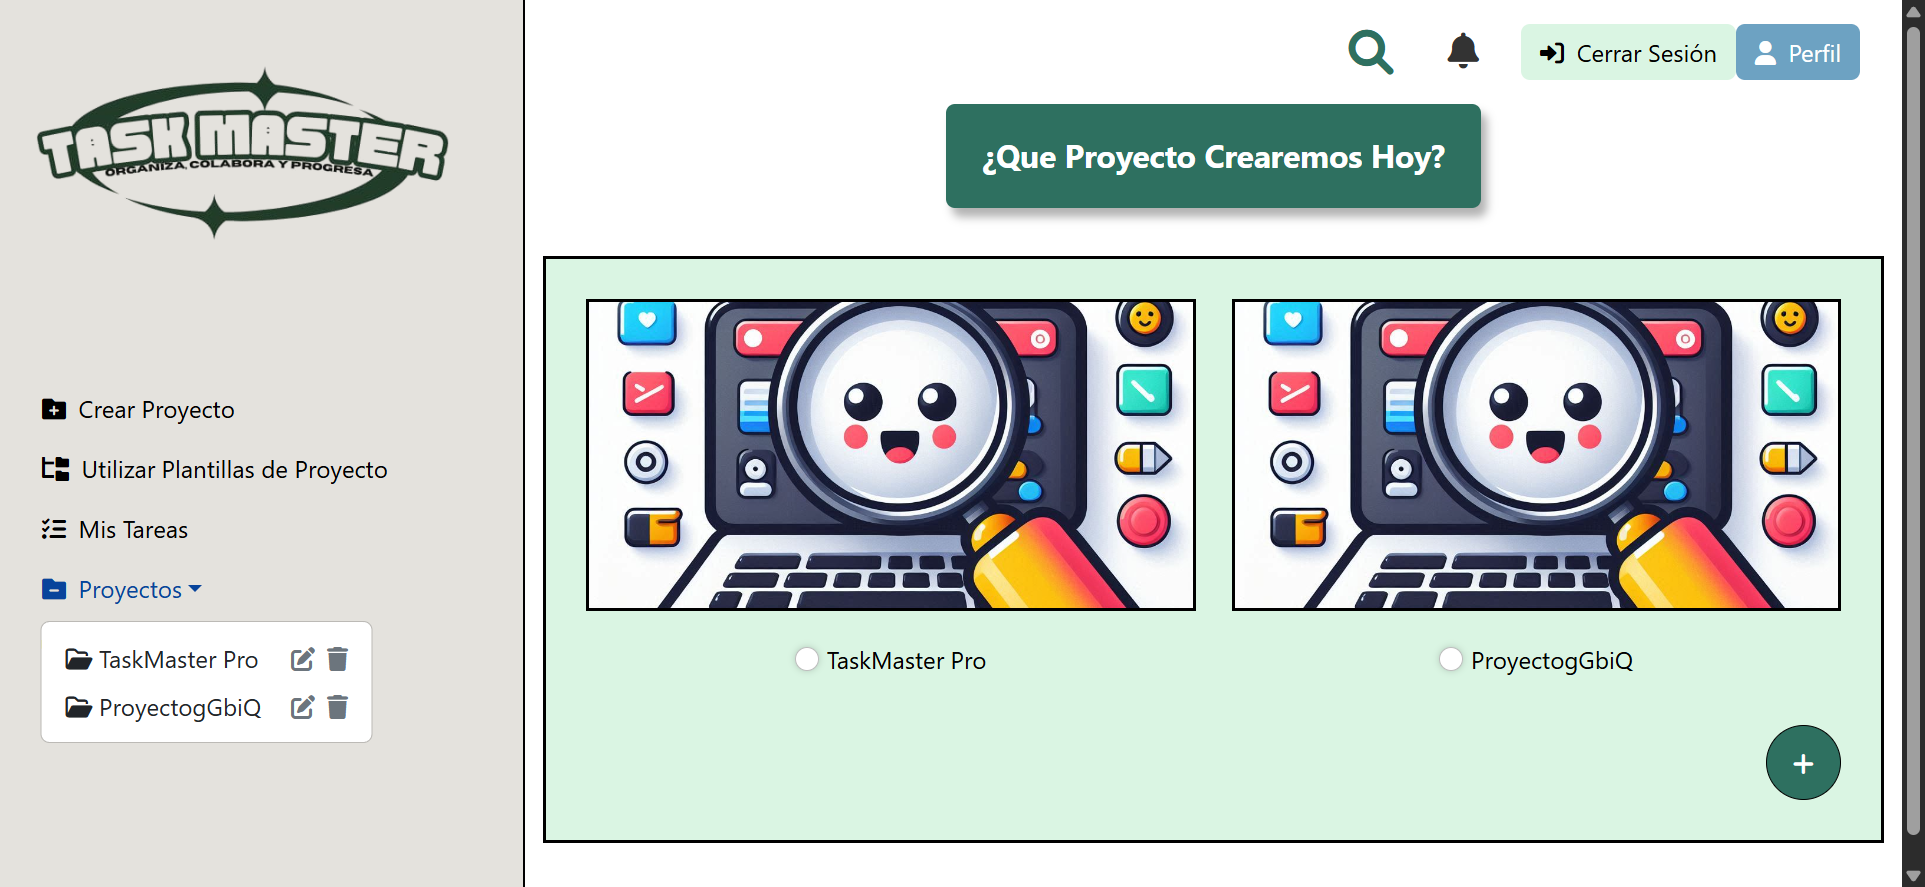 TASK MASTER
ORGANIZA, COLABORA Y PROGRESA
Crear Proyecto
Utilizar Plantillas de Proyecto
Mis Tareas
Proyectos
TaskMaster Pro
ProyectogGbiQ
Cerrar Sesión
Perfil
¿Que Proyecto Crearemos Hoy?
TaskMaster Pro
ProyectogGbiQ
+